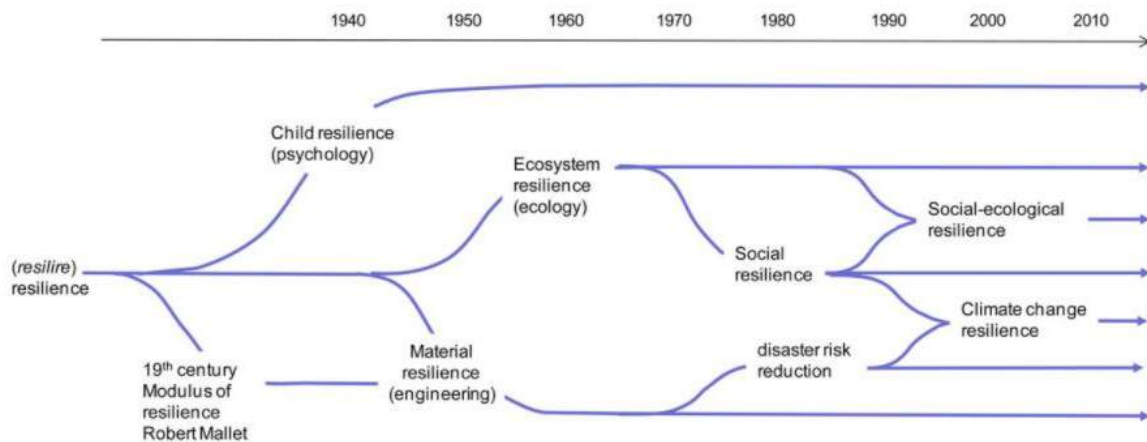 1940 1950 1960 1970 1980 1990 2000 2010
Child resilience
(psychology)
Ecosystem
resilience
(ecology)
Social-ecological
resilience
Social
resilience
(resilire)
resilience
Climate change
resilience
Material
resilience
(engineering)
disaster risk
reduction
19th century
Modulus of
resilience
Robert Mallet